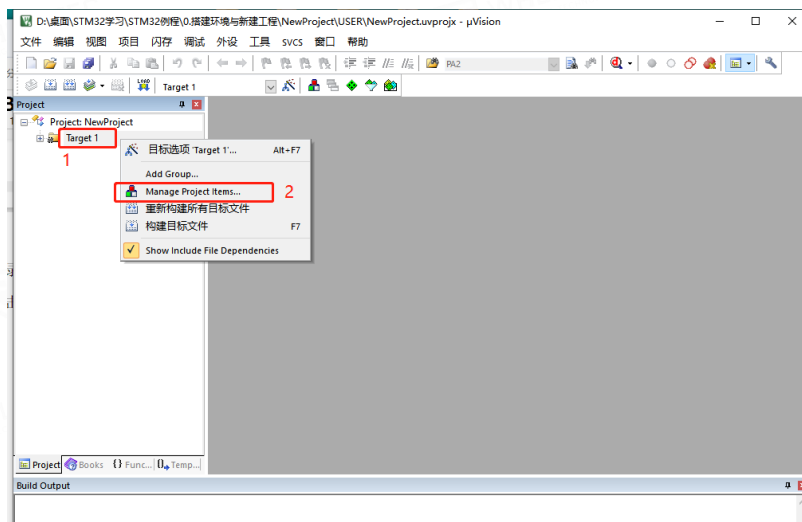 D:\桌面\STM32学习\STM32例程\0.搭建环境与新建工程\NewProject\USER\NewProject.uvprojx - µVision
文件 编辑 视图 项目 闪存 调试 外设 工具 SVCS 窗口 帮助
PA2
LOAD Target 1
Project
Project: NewProject
Target 1
1
目标选项 'Target 1'... Alt+F7
Add Group...
Manage Project Items... 2
重新构建所有目标文件
构建目标文件 F7
Show Include File Dependencies
Project Books {} Func... Temp...
Build Output